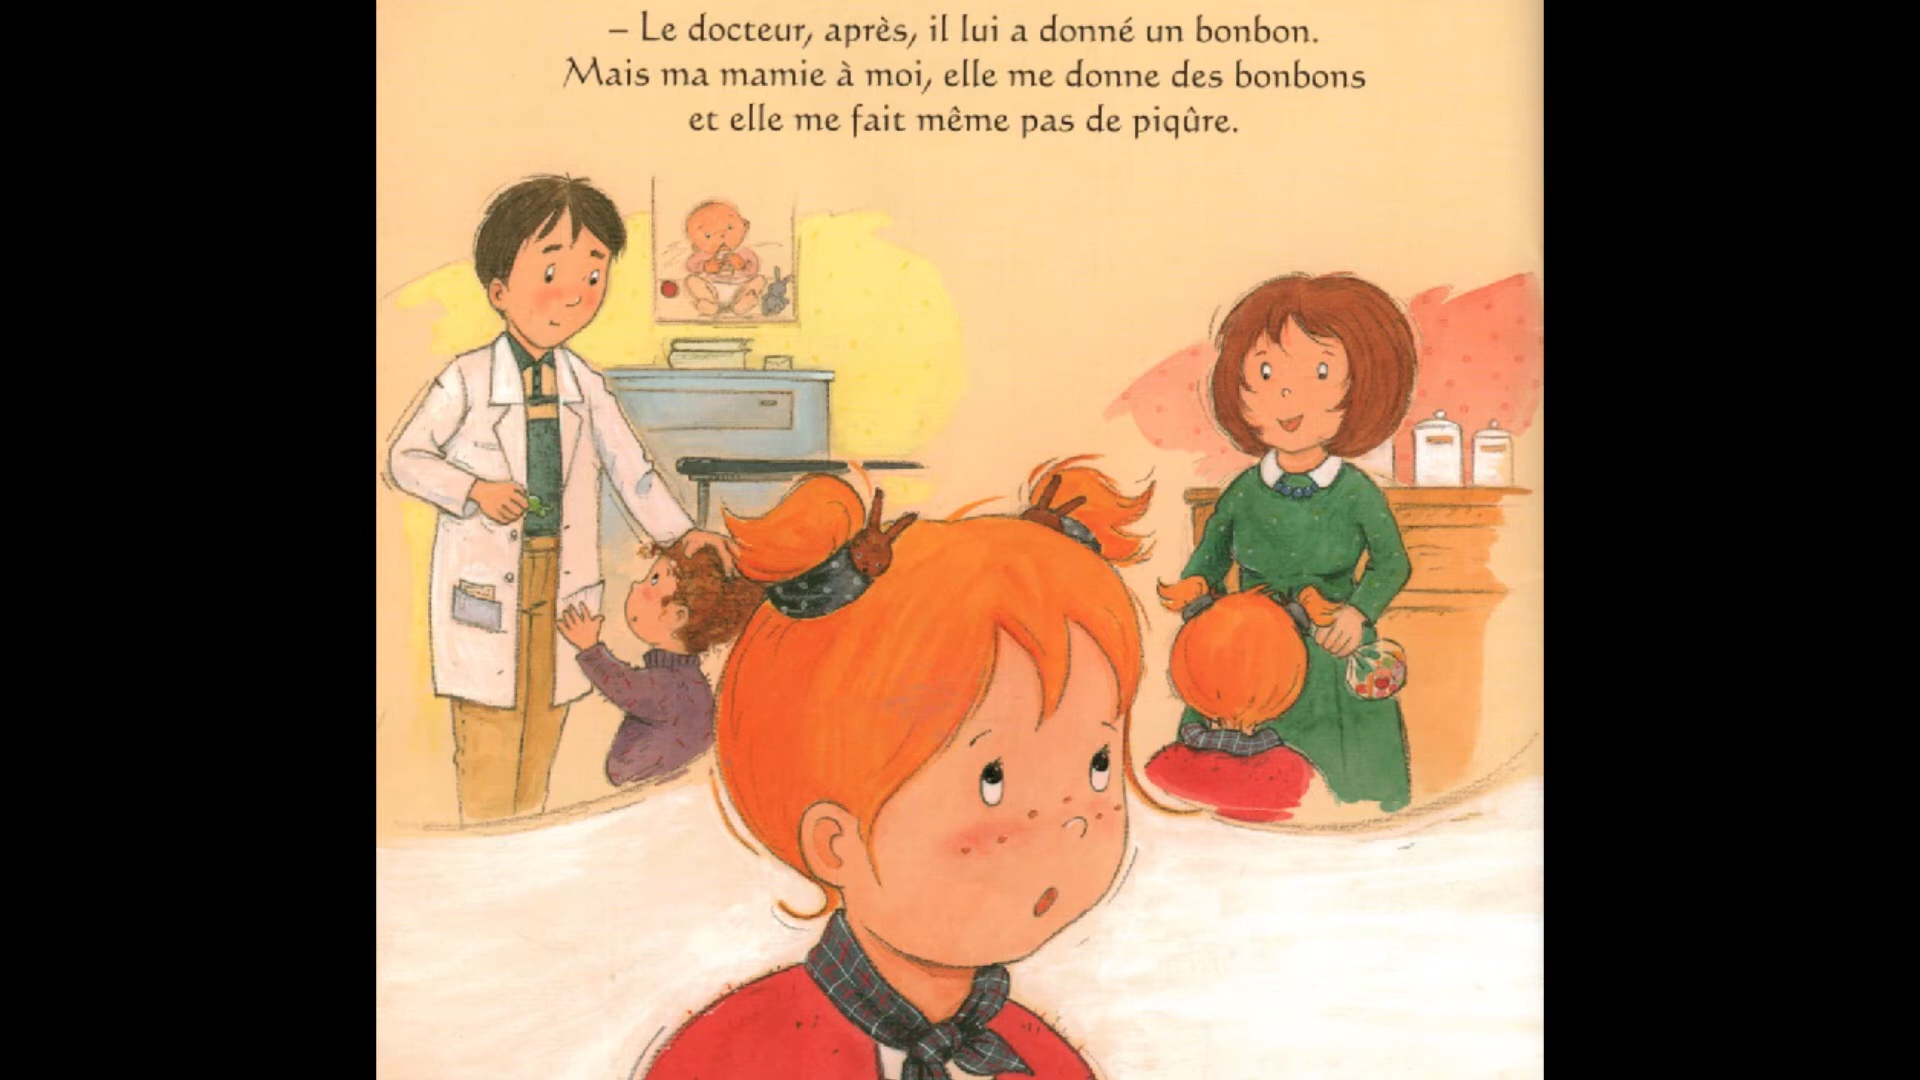 – Le docteur, après, il lui a donné un bonbon.
Mais ma mamie à moi, elle me donne des bonbons
et elle me fait même pas de piqûre.